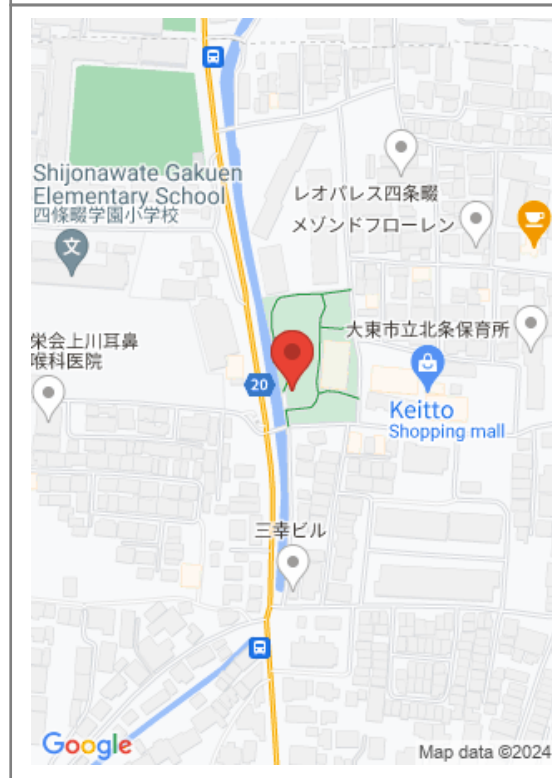 Shijonawate Gakuen
Elementary School
四條畷学園小学校
文
レオパレス四条畷
メゾンドフローレン
栄会上川耳鼻
喉科医院
大東市立北条保育所
20
Keitto
Shopping mall
三幸ビル
Google
Map data ©2024